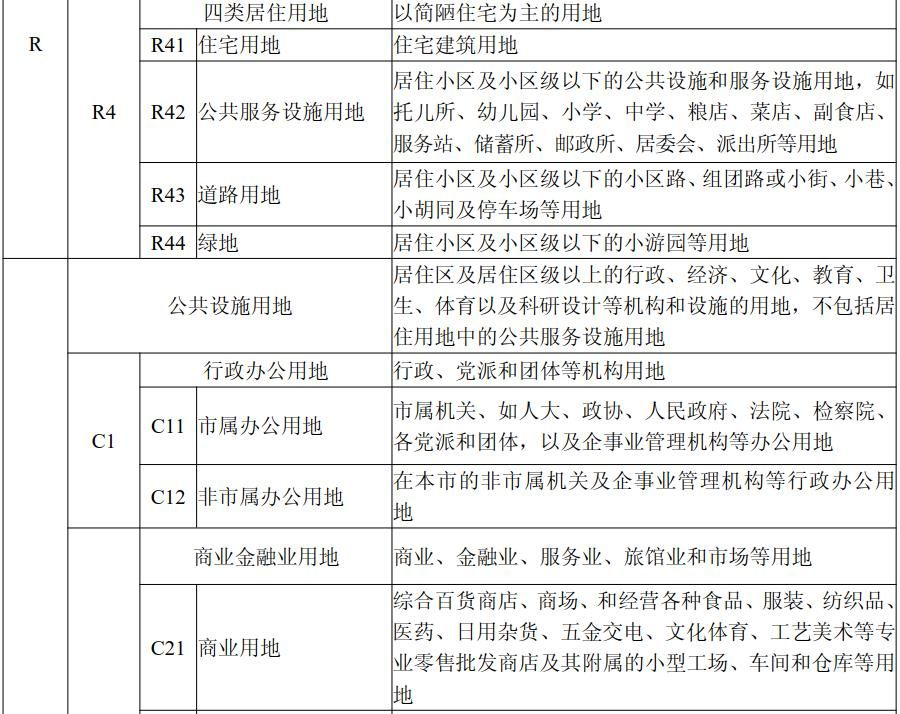 四类居住用地 以简陋住宅为主的用地
R41 住宅用地 住宅建筑用地
居住小区及小区级以下的公共设施和服务设施用地，如
R R4 R42 公共服务设施用地 托儿所、幼儿园、小学、中学、粮店、菜店、副食店、
服务站、储蓄所、邮政所、居委会、派出所等用地
R43 道路用地 居住小区及小区级以下的小区路、组团路或小街、小巷、
小胡同及停车场等用地
R44 绿地 居住小区及小区级以下的小游园等用地
居住区及居住区级以上的行政、经济、文化、教育、卫
公共设施用地 生、体育以及科研设计等机构和设施的用地，不包括居
住用地中的公共服务设施用地
行政办公用地 行政、党派和团体等机构用地
C1 C11 市属办公用地 市属机关、如人大、政协、人民政府、法院、检察院、
各党派和团体，以及企事业管理机构等办公用地
C12 非市属办公用地 在本市的非市属机关及企事业管理机构等行政办公用
地
商业金融业用地 商业、金融业、服务业、旅馆业和市场等用地
综合百货商店、商场、和经营各种食品、服装、纺织品、
C21 商业用地 医药、日用杂货、五金交电、文化体育、工艺美术等专
业零售批发商店及其附属的小型工场、车间和仓库等用
地